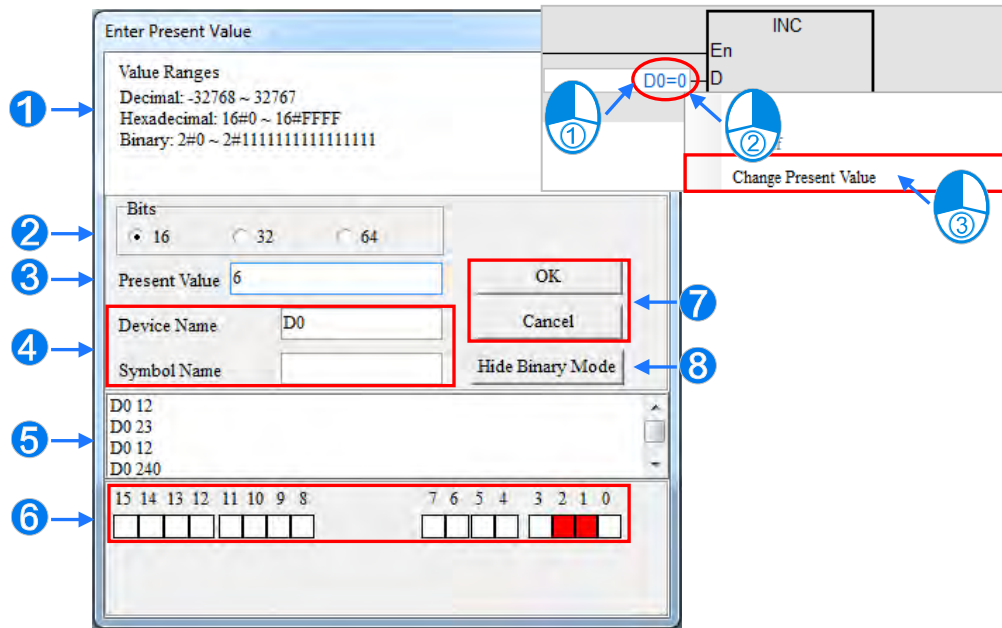 Enter Present Value
INC
En
D0=0
D
①
②
f
Change Present Value
③
1
Value Ranges
Decimal: -32768 ~ 32767
Hexadecimal: 16#0 ~ 16#FFFF
Binary: 2#0 ~ 2#1111111111111111
2
Bits
16 32 64
3
Present Value 6
OK
7
4
Device Name D0
Cancel
Symbol Name
Hide Binary Mode
8
5
D0 12
D0 23
D0 12
D0 240
6
15 14 13 12 11 10 9 8 7 6 5 4 3 2 1 0